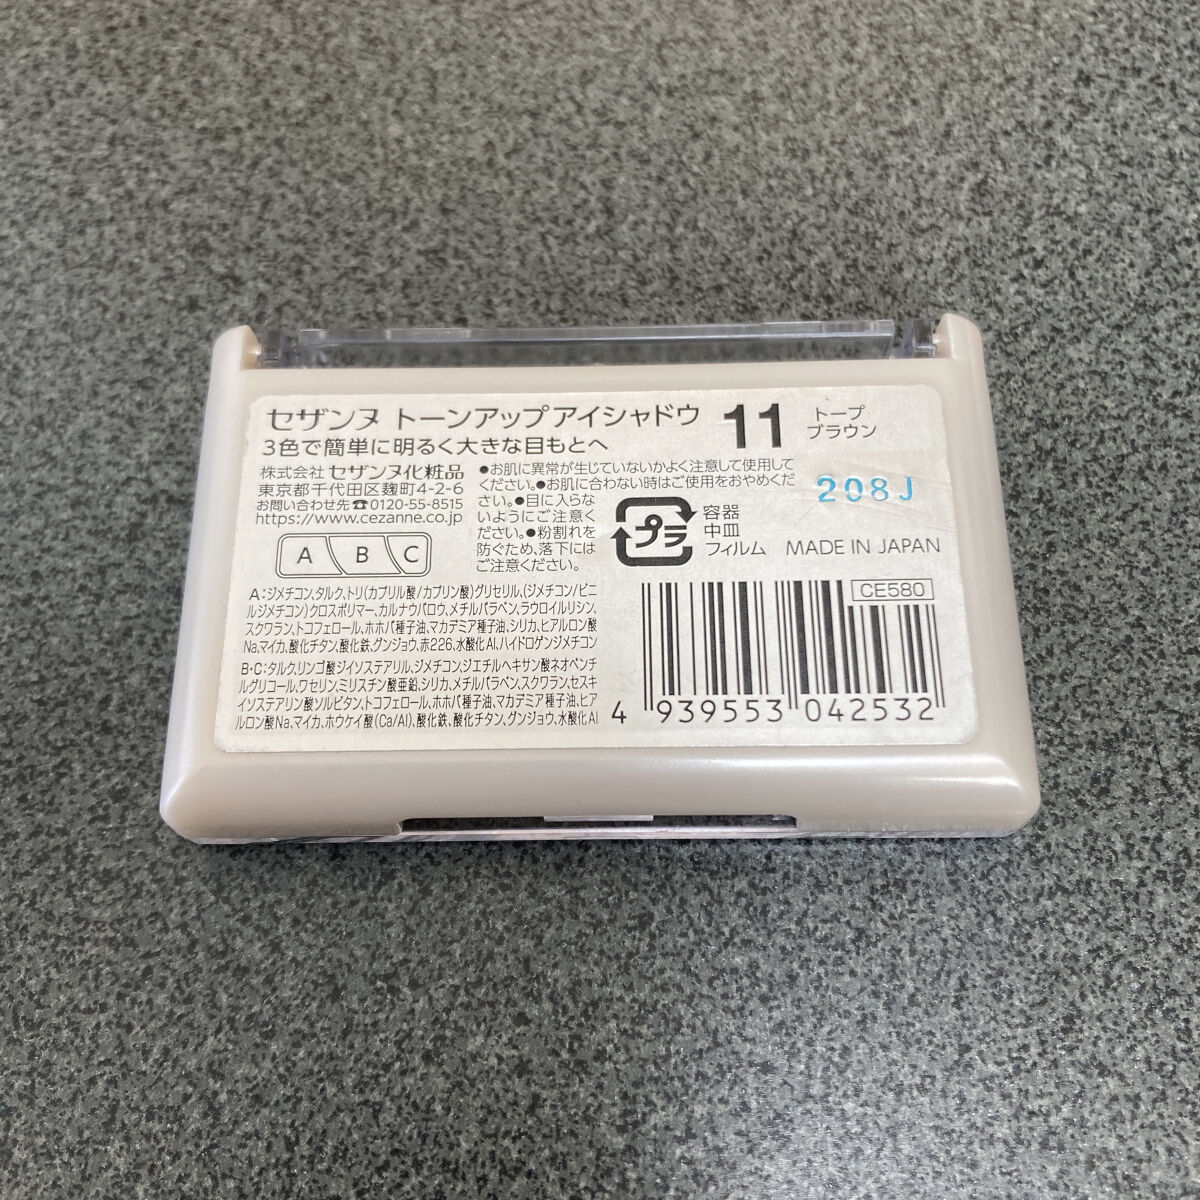 セザンヌ トーンアップアイシャドウ 11 トープ
ブラウン
3色で簡単に明るく大きな目もとへ
株式会社 セザンヌ化粧品
東京都千代田区麹町4-2-6
お問い合わせ先☎0120-55-8515
https://www.cezanne.co.jp
●お肌に異常が生じていないかよく注意して使用して
ください。●お肌に合わない時はご使用をおやめくだ
さい。●目に入らな
いようにご注意く
ださい。●粉割れを
防ぐため、落下には
ご注意ください。
208J
プラ
容器
中皿
フィルム
MADE IN JAPAN
A B C
A:ジメチコン、タルク、トリ(カプリル酸/カプリン酸)グリセリル、(ジメチコン/ビニ
ルジメチコン)クロスポリマー、カルナウバロウ、メチルパラベン、ラウロイルリシン、
スクワラン、トコフェロール、ホホバ種子油、マカデミア種子油、シリカ、ヒアルロン酸
Na、マイカ、酸化チタン、酸化鉄、グンジョウ、赤226、水酸化Al、ハイドロゲンジメチコン
B・C:タルク、リンゴ酸ジイソステアリル、ジメチコン、ジエチルヘキサン酸ネオペンチ
ルグリコール、ワセリン、ミリスチン酸亜鉛、シリカ、メチルパラベン、スクワラン、セスキ
イソステアリン酸ソルビタン、トコフェロール、ホホバ種子油、マカデミア種子油、ヒア
ルロン酸Na、マイカ、ホウケイ酸(Ca/Al)、酸化鉄、酸化チタン、グンジョウ、水酸化Al
CE580
4 939553 042532